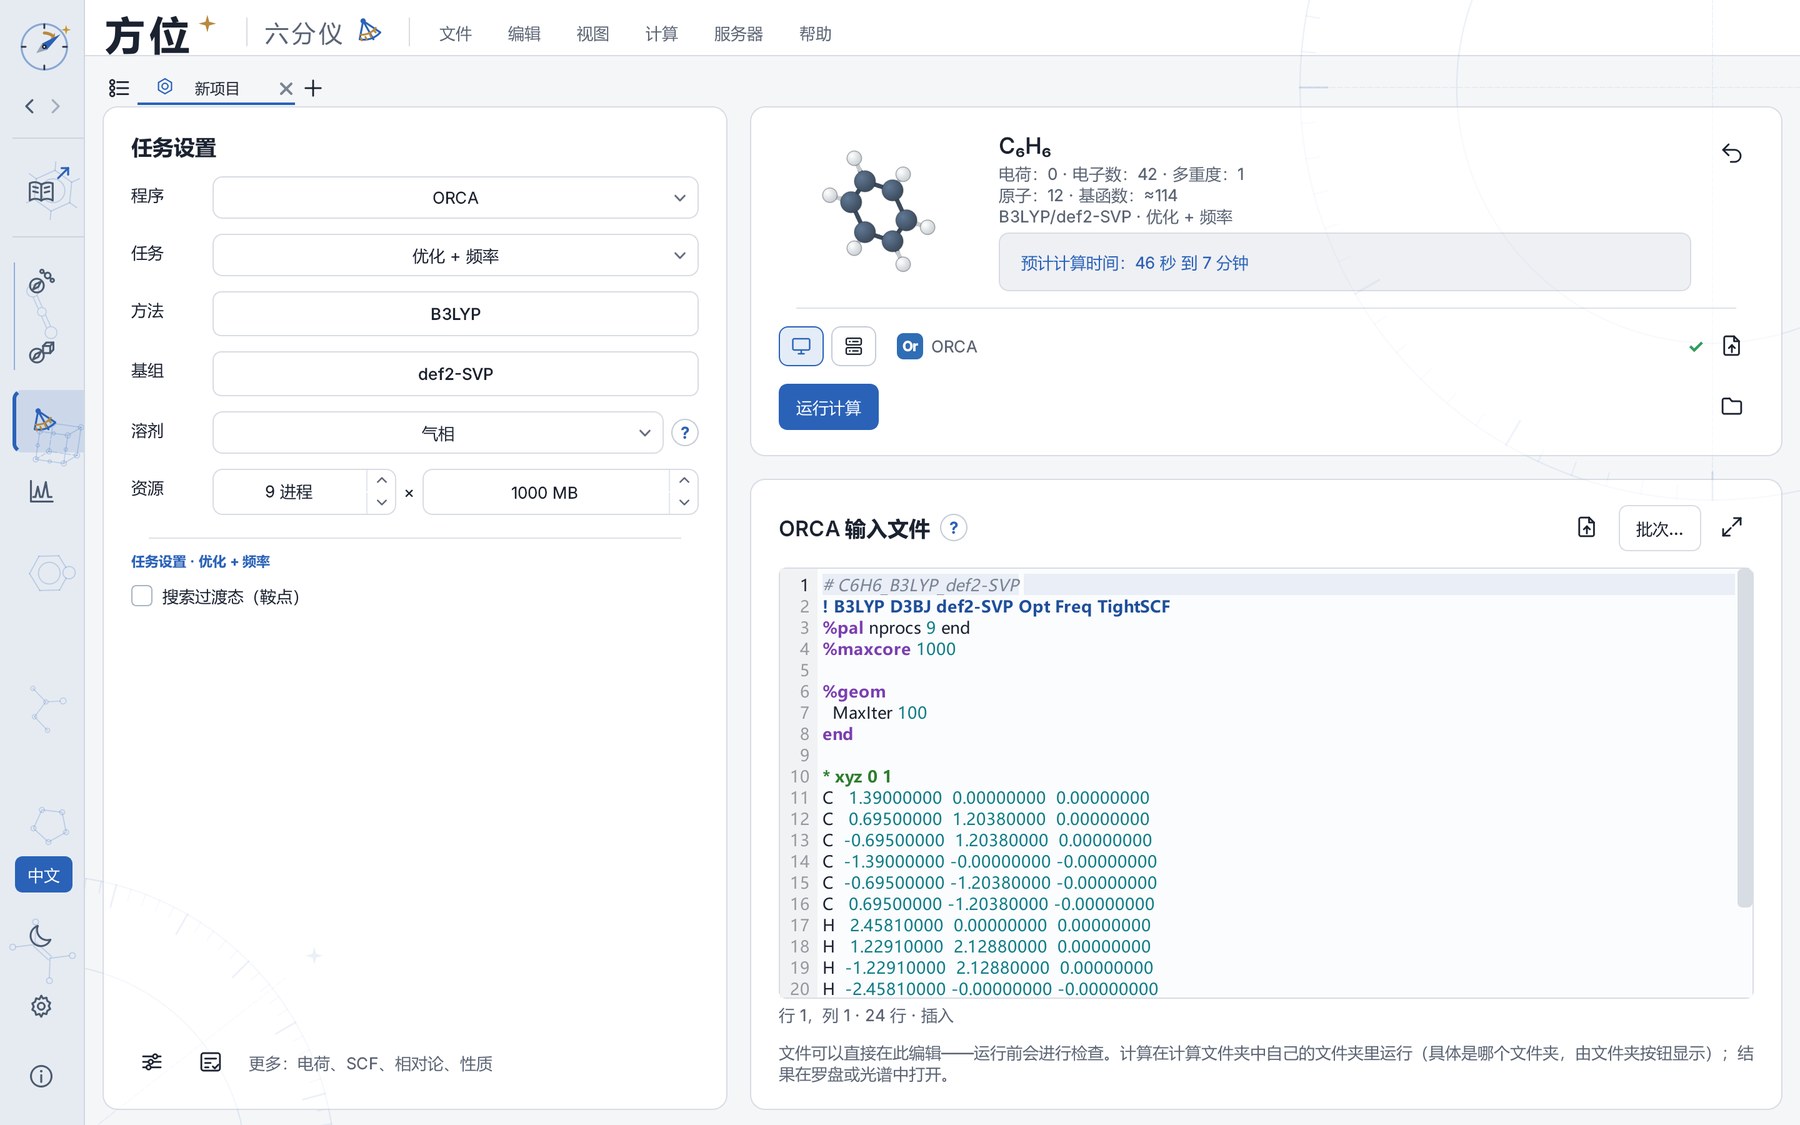 方位
六分仪
文件 编辑 视图 计算 服务器 帮助
新项目
任务设置
程序 ORCA
任务 优化 + 频率
方法 B3LYP
基组 def2-SVP
溶剂 气相 ?
资源 9 进程 × 1000 MB
任务设置 · 优化 + 频率
搜索过渡态（鞍点）
更多：电荷、SCF、相对论、性质
中文
C₆H₆
电荷：0 · 电子数：42 · 多重度：1
原子：12 · 基函数：≈114
B3LYP/def2-SVP · 优化 + 频率
预计计算时间：46 秒 到 7 分钟
Or ORCA
运行计算
ORCA 输入文件 ?
批次...
1 # C6H6_B3LYP_def2-SVP
2 ! B3LYP D3BJ def2-SVP Opt Freq TightSCF
3 %pal nprocs 9 end
4 %maxcore 1000
5
6 %geom
7 MaxIter 100
8 end
9
10 * xyz 0 1
11 C 1.39000000 0.00000000 0.00000000
12 C 0.69500000 1.20380000 0.00000000
13 C -0.69500000 1.20380000 0.00000000
14 C -1.39000000 -0.00000000 -0.00000000
15 C -0.69500000 -1.20380000 -0.00000000
16 C 0.69500000 -1.20380000 -0.00000000
17 H 2.45810000 0.00000000 0.00000000
18 H 1.22910000 2.12880000 0.00000000
19 H -1.22910000 2.12880000 0.00000000
20 H -2.45810000 -0.00000000 -0.00000000
行 1，列 1 · 24 行 · 插入
文件可以直接在此编辑——运行前会进行检查。计算在计算文件夹中自己的文件夹里运行（具体是哪个文件夹，由文件夹按钮显示）；结
果在罗盘或光谱中打开。